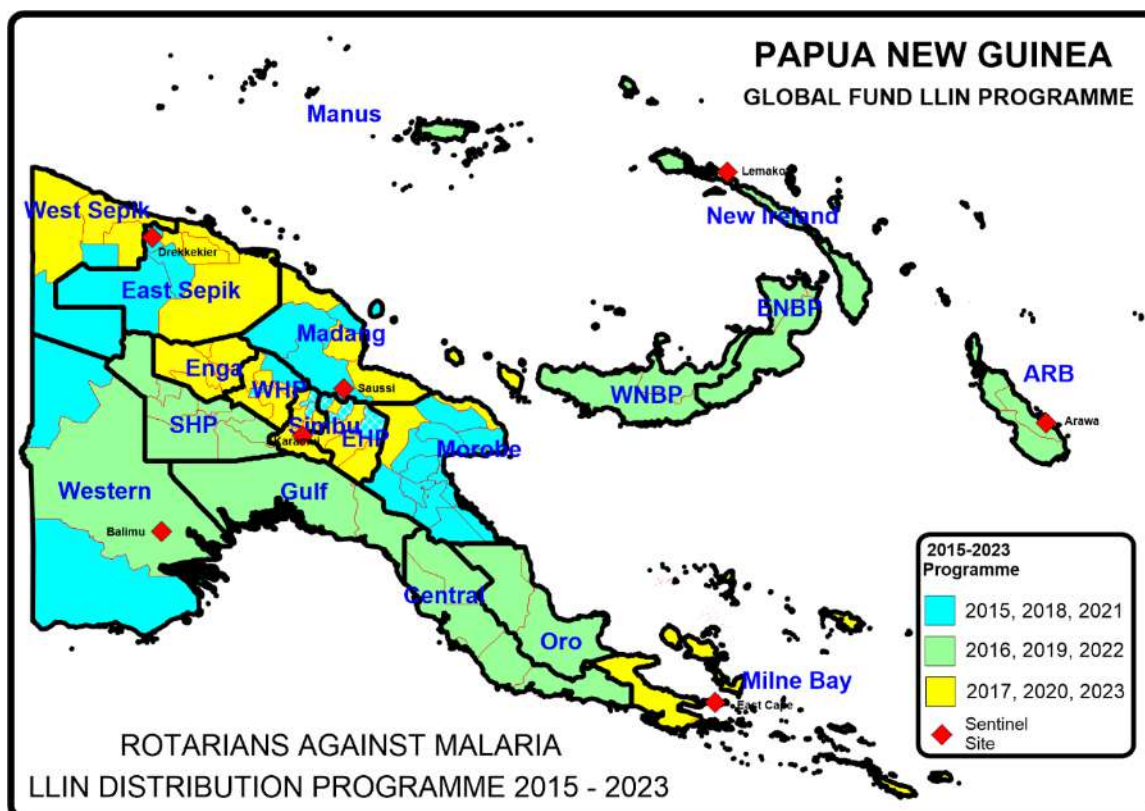 PAPUA NEW GUINEA
GLOBAL FUND LLIN PROGRAMME
Manus
Lemako
West Sepik
New Ireland
Drekkekier
East Sepik
ENBP
Madang
Enga
WHP
Saussi
WNBP
ARB
SHP
Simbu
Arawa
Karaewi
EHP
Morobe
Western
Gulf
Balimu
2015-2023
Programme
2015, 2018, 2021
Central
2016, 2019, 2022
Oro
2017, 2020, 2023
Milne Bay
East Cape
Sentinel
Site
ROTARIANS AGAINST MALARIA
LLIN DISTRIBUTION PROGRAMME 2015 - 2023